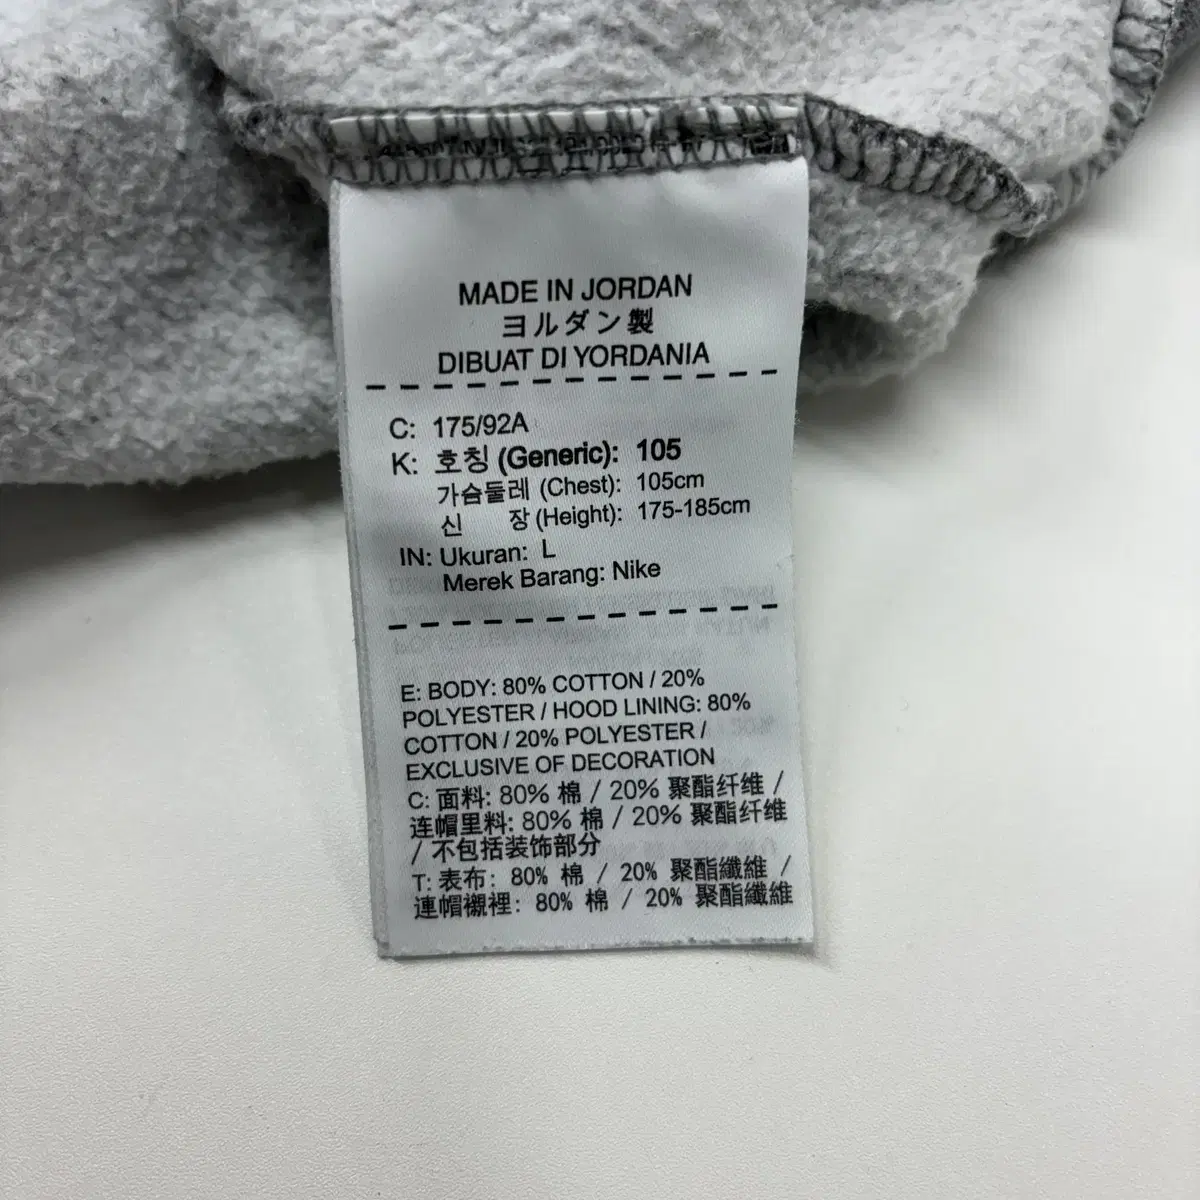 MADE IN JORDAN
ヨルダン製
DIBUAT DI YORDANIA
C: 175/92A
K: 호칭 (Generic): 105
가슴둘레 (Chest): 105cm
신 장 (Height): 175-185cm
IN: Ukuran: L
Merek Barang: Nike
E: BODY: 80% COTTON / 20%
POLYESTER / HOOD LINING: 80%
COTTON / 20% POLYESTER /
EXCLUSIVE OF DECORATION
C: 面料: 80% 棉 / 20% 聚酯纤维 /
连帽里料: 80% 棉 / 20% 聚酯纤维
/ 不包括装饰部分
T: 表布: 80% 棉 / 20% 聚酯纖維 /
連帽襯裡: 80% 棉 / 20% 聚酯纖維